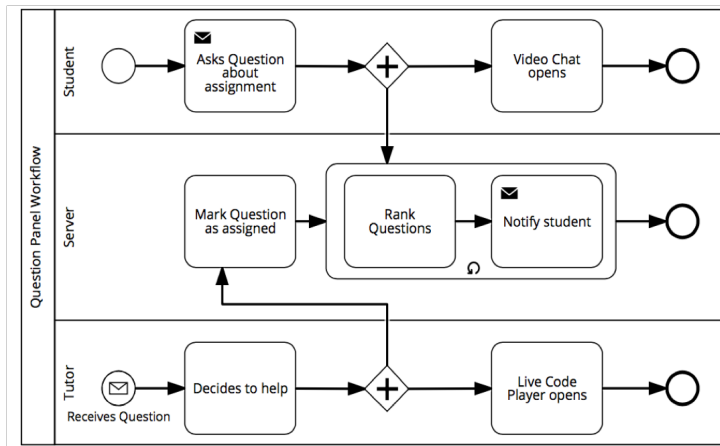 Question Panel Workflow
Student
Asks Question
about
assignment
Video Chat
opens
Server
Mark Question
as assigned
Rank
Questions
Notify student
Tutor
Receives Question
Decides to help
Live Code
Player opens